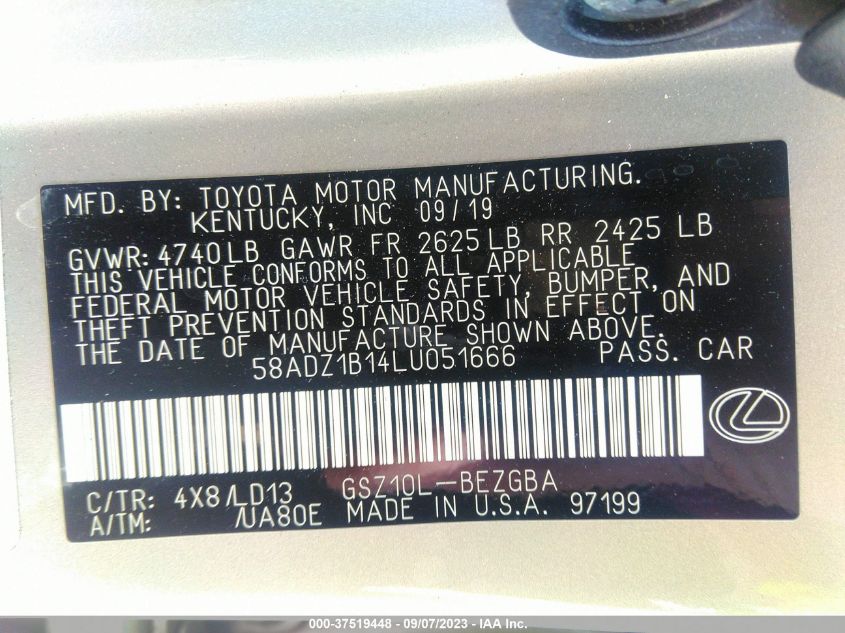 MFD. BY: TOYOTA MOTOR MANUFACTURING.
KENTUCKY, INC 09/19
GVWR: 4740LB GAWR FR 2625LB RR 2425 LB
THIS VEHICLE CONFORMS TO ALL APPLICABLE
FEDERAL MOTOR VEHICLE SAFETY, BUMPER, AND
THEFT PREVENTION STANDARDS IN EFFECT ON
THE DATE OF MANUFACTURE SHOWN ABOVE.
58ADZ1B14LU051666 PASS. CAR
C/TR: 4X8/LD13 GSZ10L-BEZGBA
A/TM: /UA80E MADE IN U.S.A. 97199
000-37519448 - 09/07/2023 - IAA Inc.